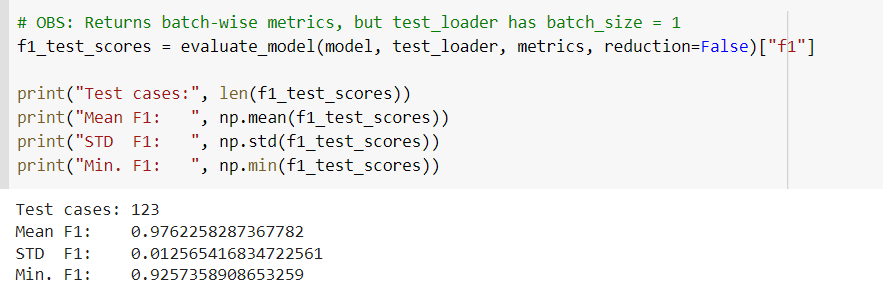 # OBS: Returns batch-wise metrics, but test_loader has batch_size = 1
f1_test_scores = evaluate_model(model, test_loader, metrics, reduction=False)["f1"]
print("Test cases:", len(f1_test_scores))
print("Mean F1:   ", np.mean(f1_test_scores))
print("STD  F1:   ", np.std(f1_test_scores))
print("Min. F1:   ", np.min(f1_test_scores))
Test cases: 123
Mean F1:    0.9762258287367782
STD  F1:    0.012565416834722561
Min. F1:    0.9257358908653259